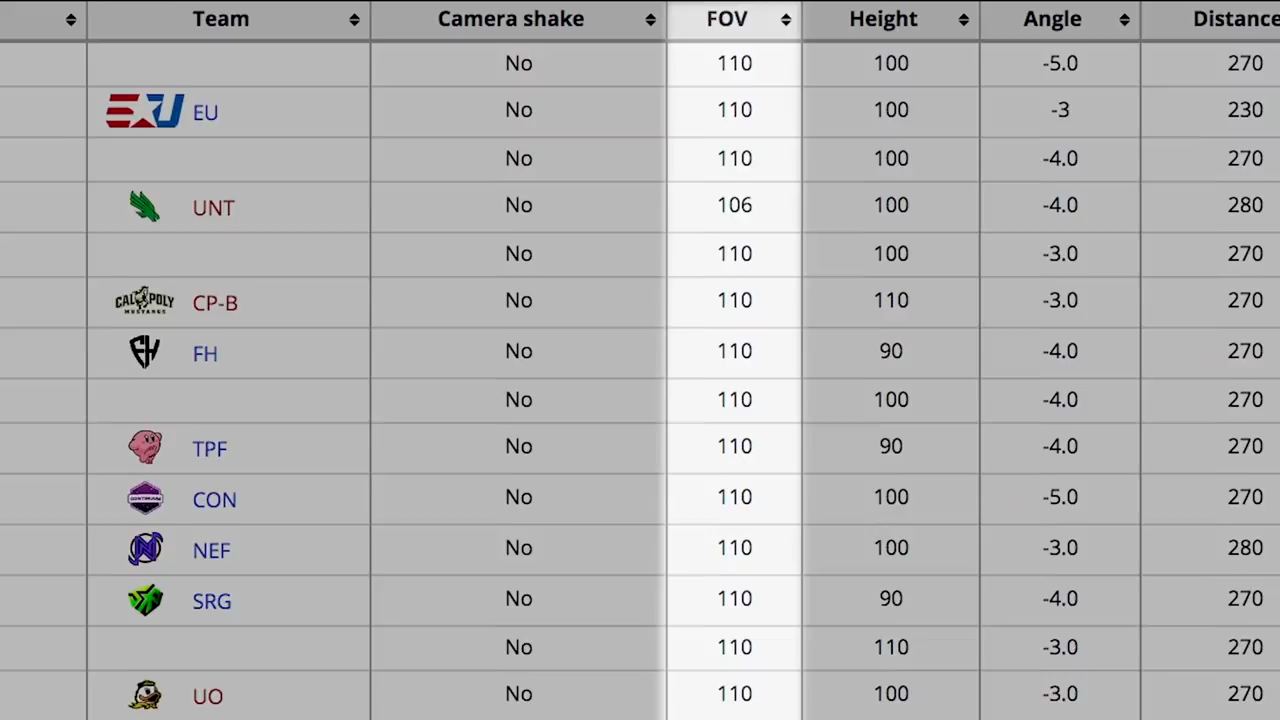 Team Camera shake FOV Height Angle Distance
No 110 100 -5.0 270
EU No 110 100 -3 230
No 110 100 -4.0 270
UNT No 106 100 -4.0 280
No 110 100 -3.0 270
CAL POLY MUSTANGS CP-B No 110 110 -3.0 270
FH No 110 90 -4.0 270
No 110 100 -4.0 270
TPF No 110 90 -4.0 270
CON No 110 100 -5.0 270
NEF No 110 100 -3.0 280
SRG No 110 90 -4.0 270
No 110 110 -3.0 270
UO No 110 100 -3.0 270